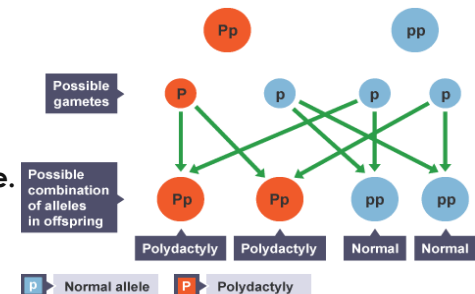 Pp pp
Possible
gametes
P p p p
e.
Possible
combination
of alleles
in offspring
Pp Pp pp pp
Polydactyly Polydactyly Normal Normal
p Normal allele P Polydactyly